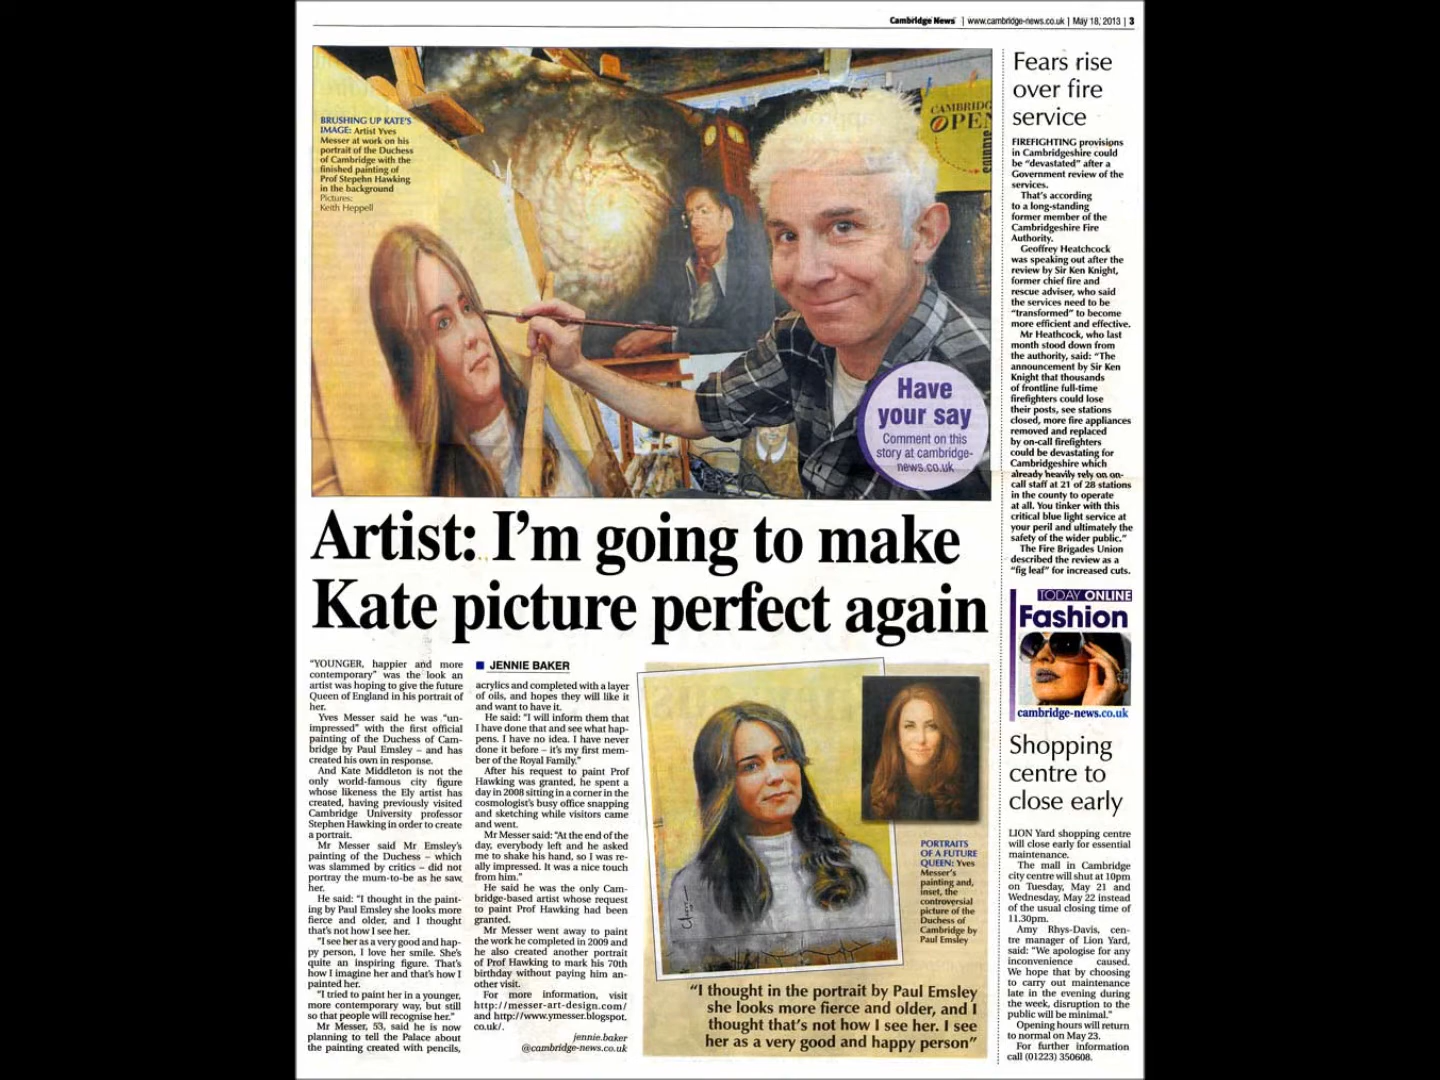 Cambridge News | www.cambridge-news.co.uk | May 18, 2013 | 3
BRUSHING UP KATE'S
IMAGE: Artist Yves
Messer at work on his
portrait of the Duchess
of Cambridge with the
finished painting of
Prof Stepehn Hawking
in the background
Pictures:
Keith Heppell
CAMBRIDG
OPEN
studios
Have
your say
Comment on this
story at cambridge-
news.co.uk
Artist: I'm going to make
Kate picture perfect again
"YOUNGER, happier and more
contemporary" was the look an
artist was hoping to give the future
Queen of England in his portrait of
her.
Yves Messer said he was "un-
impressed" with the first official
painting of the Duchess of Cam-
bridge by Paul Emsley – and has
created his own in response.
And Kate Middleton is not the
only world-famous city figure
whose likeness the Ely artist has
created, having previously visited
Cambridge University professor
Stephen Hawking in order to create
a portrait.
Mr Messer said Mr Emsley's
painting of the Duchess – which
was slammed by critics – did not
portray the mum-to-be as he saw
her.
He said: "I thought in the paint-
ing by Paul Emsley she looks more
fierce and older, and I thought
that's not how I see her.
"I see her as a very good and hap-
py person, I love her smile. She's
quite an inspiring figure. That's
how I imagine her and that's how I
painted her.
"I tried to paint her in a younger,
more contemporary way, but still
so that people will recognise her."
Mr Messer, 53, said he is now
planning to tell the Palace about
the painting created with pencils,
■ JENNIE BAKER
acrylics and completed with a layer
of oils, and hopes they will like it
and want to have it.
He said: "I will inform them that
I have done that and see what hap-
pens. I have no idea. I have never
done it before – it's my first mem-
ber of the Royal Family."
After his request to paint Prof
Hawking was granted, he spent a
day in 2008 sitting in a corner in the
cosmologist's busy office snapping
and sketching while visitors came
and went.
Mr Messer said: "At the end of the
day, everybody left and he asked
me to shake his hand, so I was re-
ally impressed. It was a nice touch
from him."
He said he was the only Cam-
bridge-based artist whose request
to paint Prof Hawking had been
granted.
Mr Messer went away to paint
the work he completed in 2009 and
he also created another portrait
of Prof Hawking to mark his 70th
birthday without paying him an-
other visit.
For more information, visit
http://messer-art-design.com/
and http://www.ymesser.blogspot.
co.uk/.
jennie.baker
@cambridge-news.co.uk
PORTRAITS
OF A FUTURE
QUEEN: Yves
Messer's
painting and,
inset, the
controversial
picture of the
Duchess of
Cambridge by
Paul Emsley
"I thought in the portrait by Paul Emsley
she looks more fierce and older, and I
thought that's not how I see her. I see
her as a very good and happy person"
Fears rise
over fire
service
FIREFIGHTING provisions
in Cambridgeshire could
be "devastated" after a
Government review of the
services.
That's according
to a long-standing
former member of the
Cambridgeshire Fire
Authority.
Geoffrey Heatchcock
was speaking out after the
review by Sir Ken Knight,
former chief fire and
rescue adviser, who said
the services need to be
"transformed" to become
more efficient and effective.
Mr Heathcock, who last
month stood down from
the authority, said: "The
announcement by Sir Ken
Knight that thousands
of frontline full-time
firefighters could lose
their posts, see stations
closed, more fire appliances
removed and replaced
by on-call firefighters
could be devastating for
Cambridgeshire which
already heavily rely on on-
call staff at 21 of 28 stations
in the county to operate
at all. You tinker with this
critical blue light service at
your peril and ultimately the
safety of the wider public."
The Fire Brigades Union
described the review as a
"fig leaf" for increased cuts.
TODAY ONLINE
Fashion
cambridge-news.co.uk
Shopping
centre to
close early
LION Yard shopping centre
will close early for essential
maintenance.
The mall in Cambridge
city centre will shut at 10pm
on Tuesday, May 21 and
Wednesday, May 22 instead
of the usual closing time of
11.30pm.
Amy Rhys-Davis, cen-
tre manager of Lion Yard,
said: "We apologise for any
inconvenience caused.
We hope that by choosing
to carry out maintenance
late in the evening during
the week, disruption to the
public will be minimal."
Opening hours will return
to normal on May 23.
For further information
call (01223) 350608.